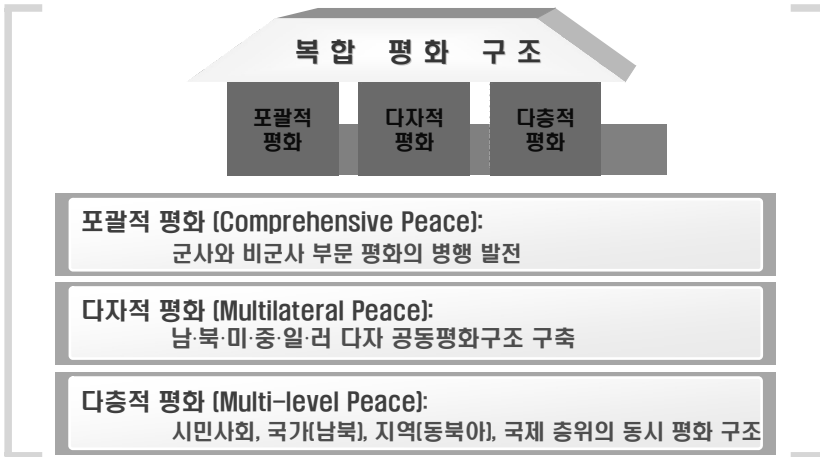 복합 평화 구조
포괄적
평화
다자적
평화
다층적
평화
포괄적 평화 (Comprehensive Peace):
군사와 비군사 부문 평화의 병행 발전
다자적 평화 (Multilateral Peace):
남·북·미·중·일·러 다자 공동평화구조 구축
다층적 평화 (Multi-level Peace):
시민사회, 국가(남북), 지역(동북아), 국제 층위의 동시 평화 구조